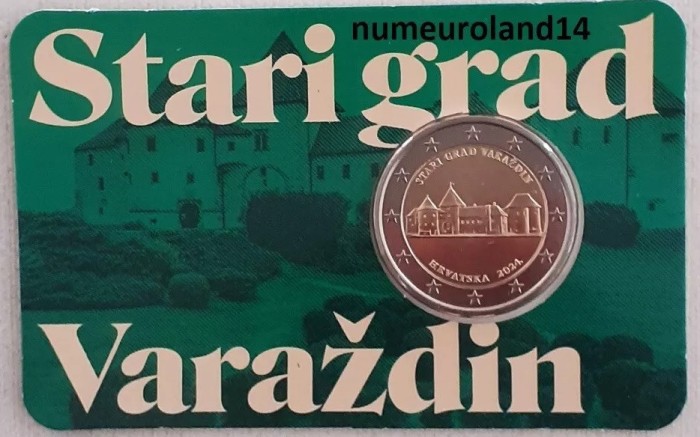 numeuroland14
Stari grad
STARI GRAD VARAŽDIN
HRVATSKA 2024.
Varaždin